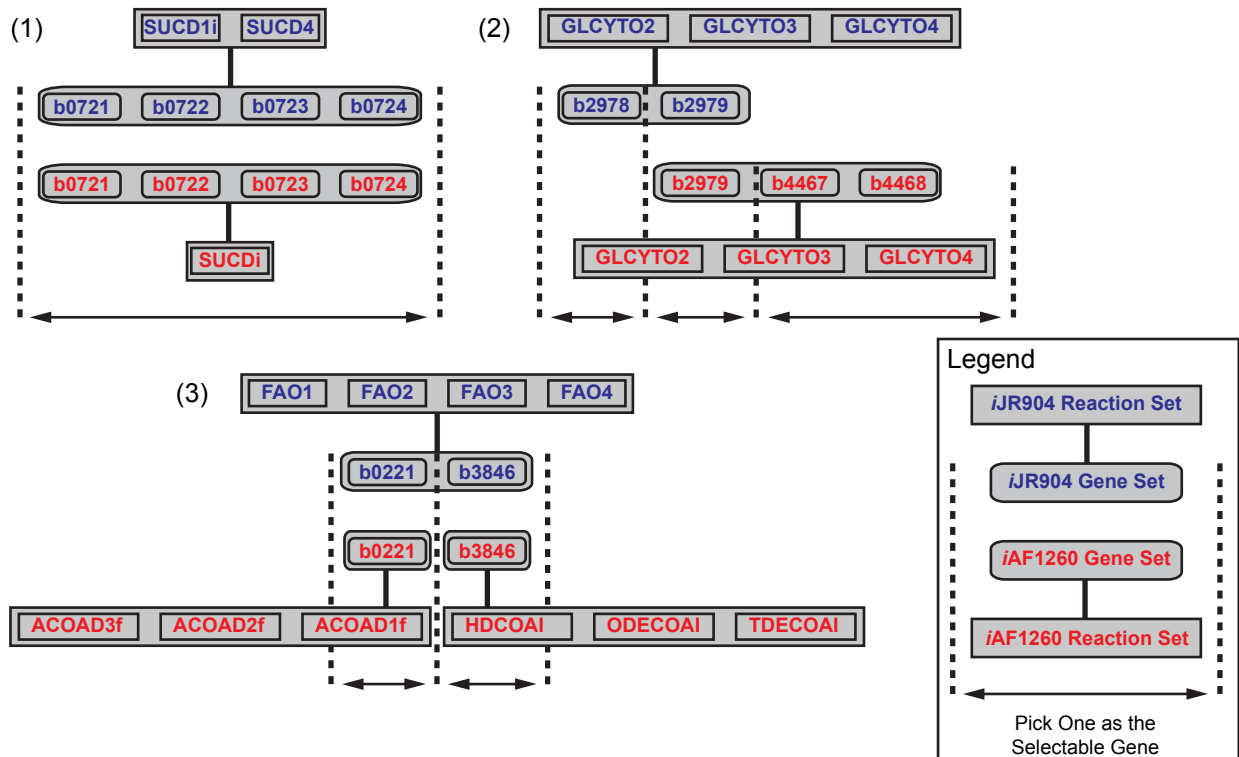 (1)
SUCD1i SUCD4
b0721 b0722 b0723 b0724
b0721 b0722 b0723 b0724
SUCDi
(2)
GLCYTO2 GLCYTO3 GLCYTO4
b2978 b2979
b2979 b4467 b4468
GLCYTO2 GLCYTO3 GLCYTO4
(3)
FAO1 FAO2 FAO3 FAO4
b0221 b3846
b0221 b3846
ACOAD3f ACOAD2f ACOAD1f HDCOAI ODECOAI TDECOAI
Legend
iJR904 Reaction Set
iJR904 Gene Set
iAF1260 Gene Set
iAF1260 Reaction Set
Pick One as the
Selectable Gene